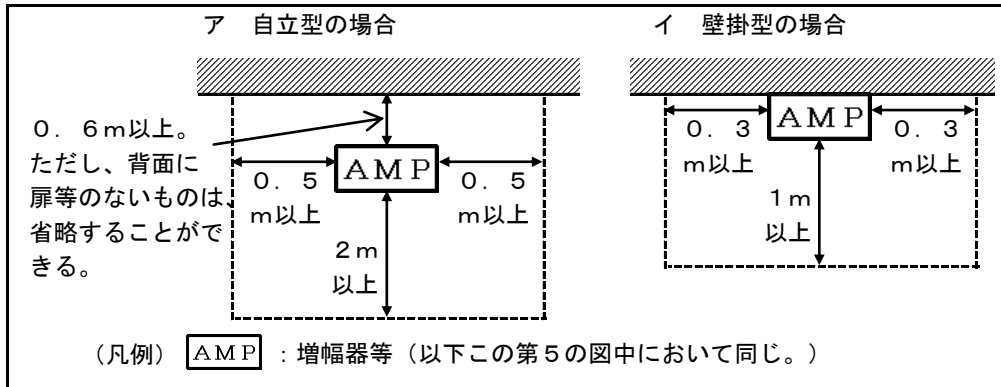 ア　自立型の場合
０．６ｍ以上。
ただし、背面に
扉等のないものは、
省略することがで
きる。
ＡＭＰ
０．５
ｍ以上
０．５
ｍ以上
２ｍ
以上
イ　壁掛型の場合
ＡＭＰ
０．３
ｍ以上
０．３
ｍ以上
１ｍ
以上
（凡例）ＡＭＰ：増幅器等（以下この第５の図中において同じ。）